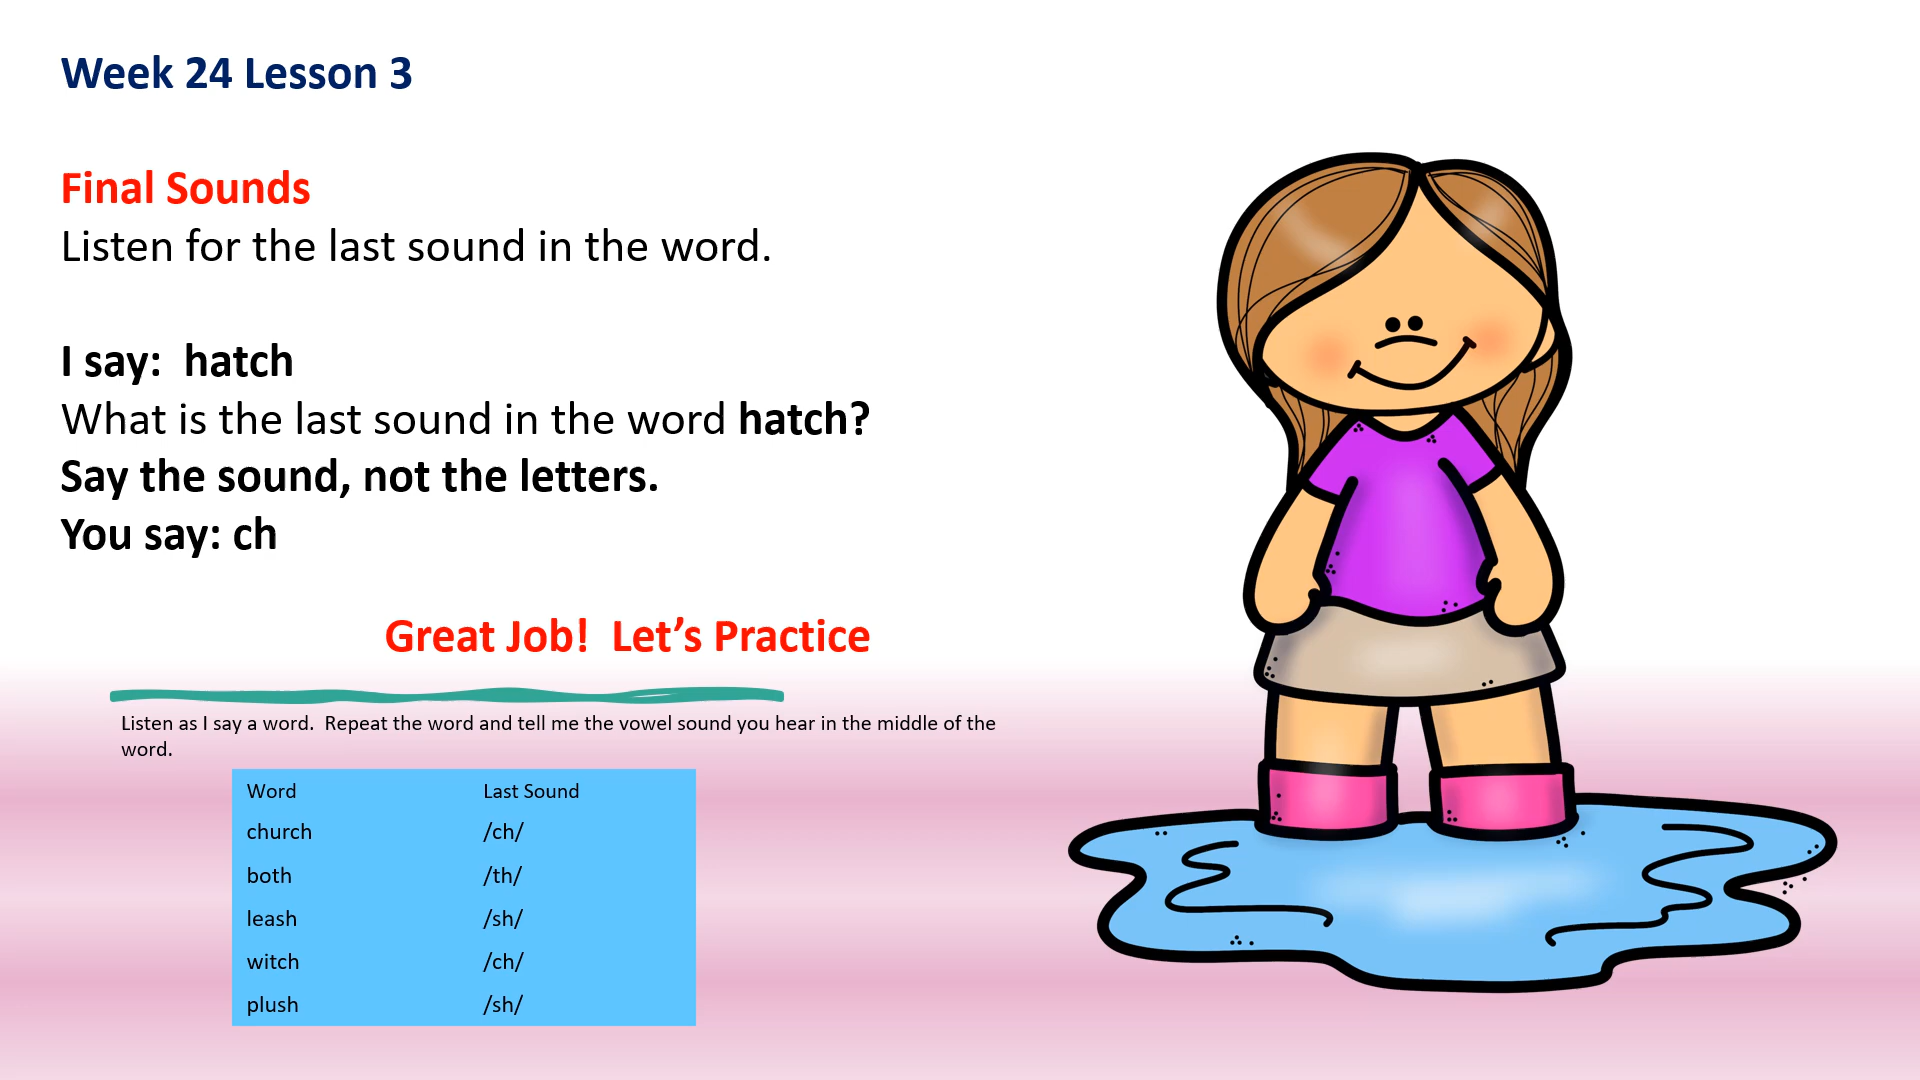 Week 24 Lesson 3
Final Sounds
Listen for the last sound in the word.
I say:  hatch
What is the last sound in the word hatch?
Say the sound, not the letters.
You say: ch
Great Job!  Let’s Practice
Listen as I say a word.  Repeat the word and tell me the vowel sound you hear in the middle of the
word.
Word Last Sound
church /ch/
both /th/
leash /sh/
witch /ch/
plush /sh/